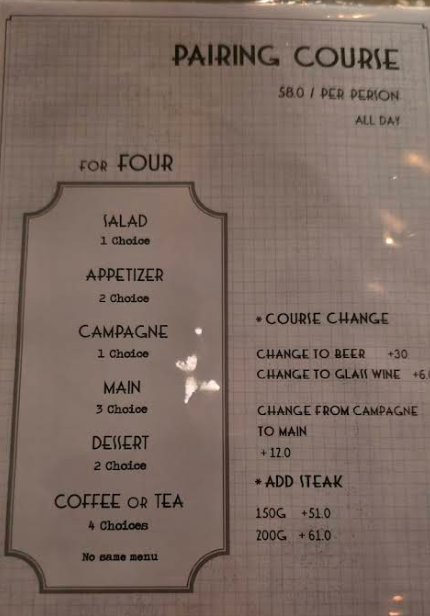 PAIRING COURSE
58.0 / PER PERSON
ALL DAY
FOR FOUR
SALAD
1 Choice
APPETIZER
2 Choice
CAMPAGNE
1 Choice
MAIN
3 Choice
DESSERT
2 Choice
COFFEE OR TEA
4 Choices
No same menu
* COURSE CHANGE
CHANGE TO BEER +30
CHANGE TO GLASS WINE +6.
CHANGE FROM CAMPAGNE
TO MAIN
+ 12.0
* ADD STEAK
150G +51.0
200G + 61.0